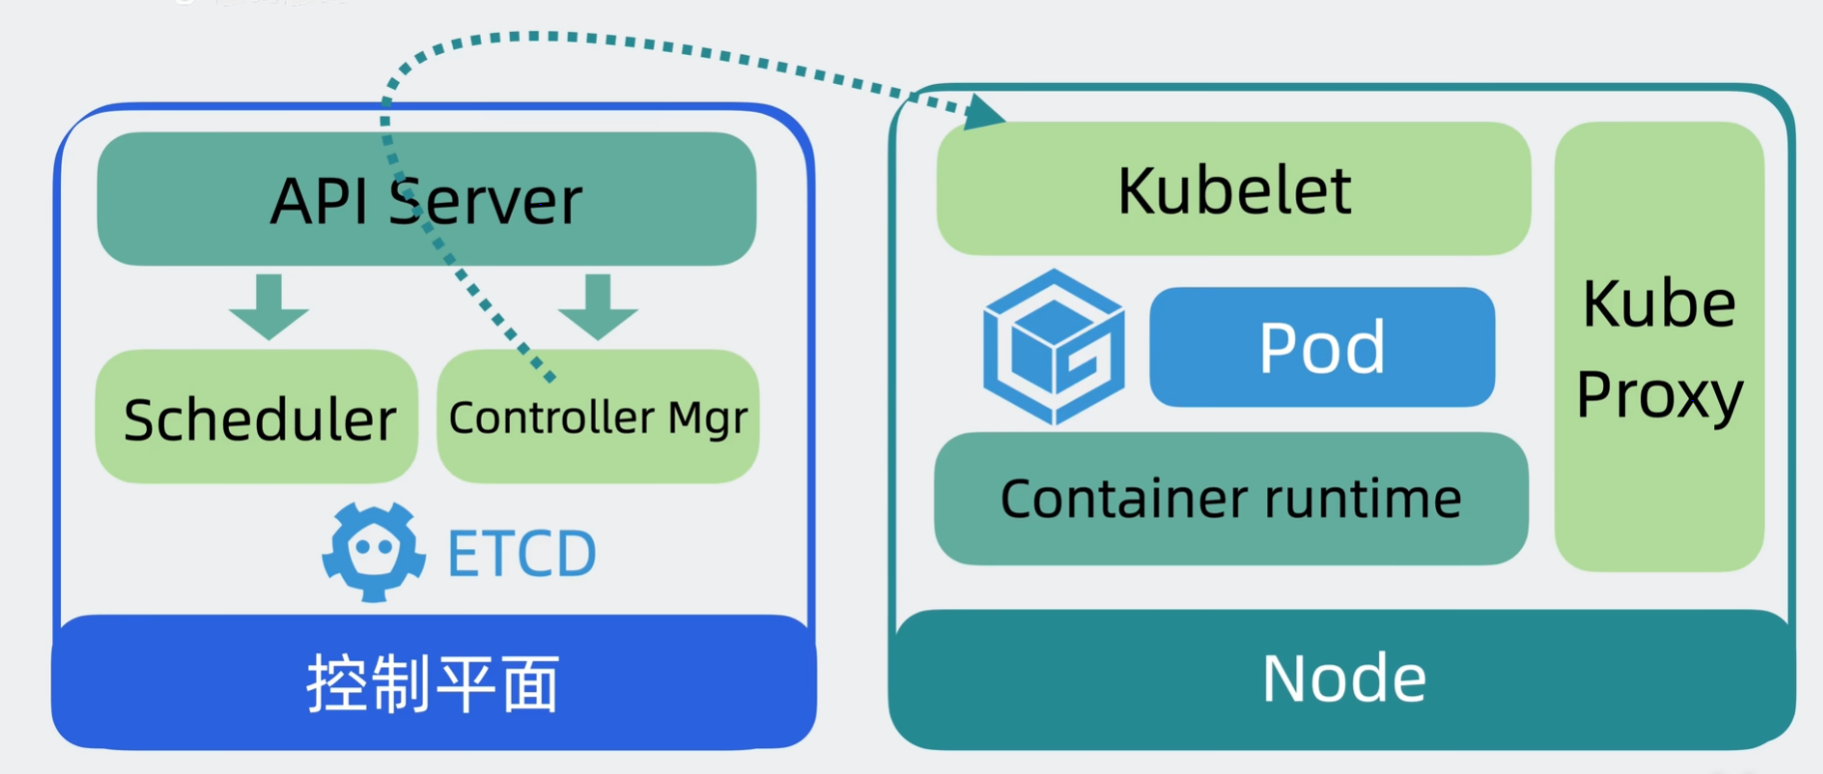 API Server
Scheduler
Controller Mgr
ETCD
控制平面
Kubelet
Pod
Container runtime
Kube
Proxy
Node